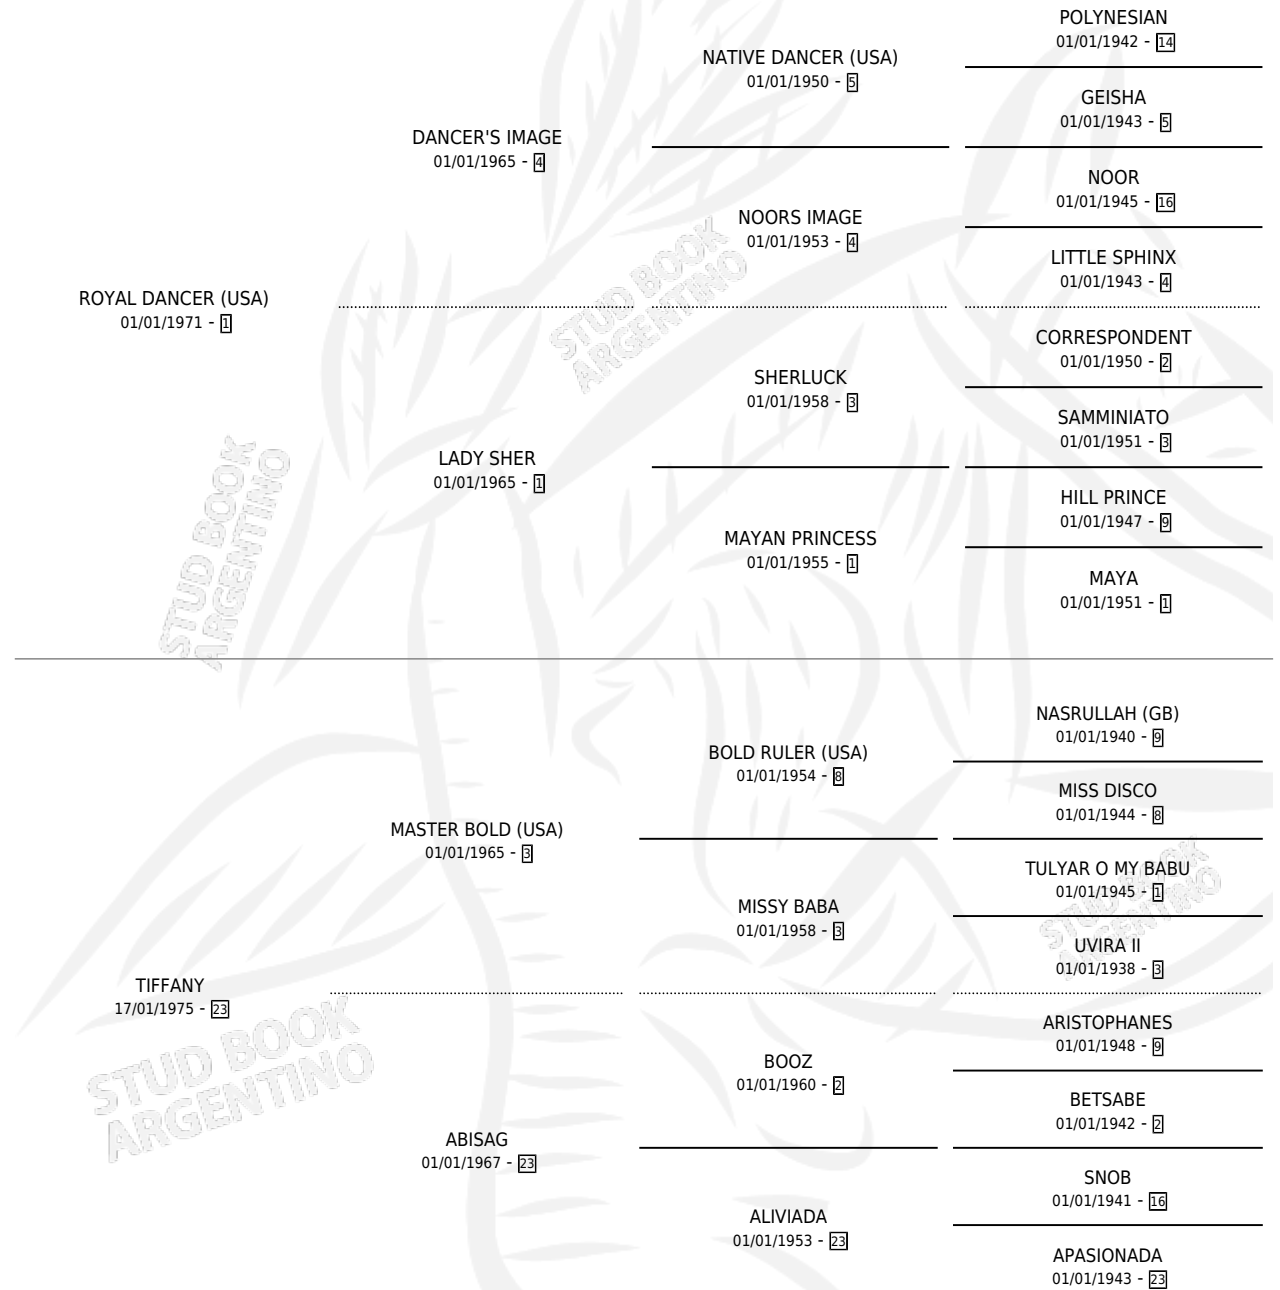 POLYNESIAN
01/01/1942 - 14
NATIVE DANCER (USA)
01/01/1950 - 5
GEISHA
01/01/1943 - 5
DANCER'S IMAGE
01/01/1965 - 4
NOOR
01/01/1945 - 16
NOORS IMAGE
01/01/1953 - 4
LITTLE SPHINX
01/01/1943 - 4
ROYAL DANCER (USA)
01/01/1971 - 1
CORRESPONDENT
01/01/1950 - 2
SHERLUCK
01/01/1958 - 3
SAMMINIATO
01/01/1951 - 3
LADY SHER
01/01/1965 - 1
HILL PRINCE
01/01/1947 - 9
MAYAN PRINCESS
01/01/1955 - 1
MAYA
01/01/1951 - 1
NASRULLAH (GB)
01/01/1940 - 9
BOLD RULER (USA)
01/01/1954 - 8
MISS DISCO
01/01/1944 - 8
MASTER BOLD (USA)
01/01/1965 - 3
TULYAR O MY BABU
01/01/1945 - 1
MISSY BABA
01/01/1958 - 3
UVIRA II
01/01/1938 - 3
TIFFANY
17/01/1975 - 23
ARISTOPHANES
01/01/1948 - 9
BOOZ
01/01/1960 - 2
BETSABE
01/01/1942 - 2
ABISAG
01/01/1967 - 23
SNOB
01/01/1941 - 16
ALIVIADA
01/01/1953 - 23
APASIONADA
01/01/1943 - 23
STUD BOOK
ARGENTINO
STUD BOOK
ARGENTINO
STUD BOOK
ARGENTINO
STUD BOOK
ARGENTINO